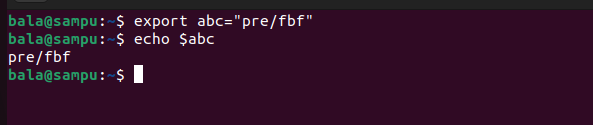 bala@sampu:~$ export abc="pre/fbf"
bala@sampu:~$ echo $abc
pre/fbf
bala@sampu:~$